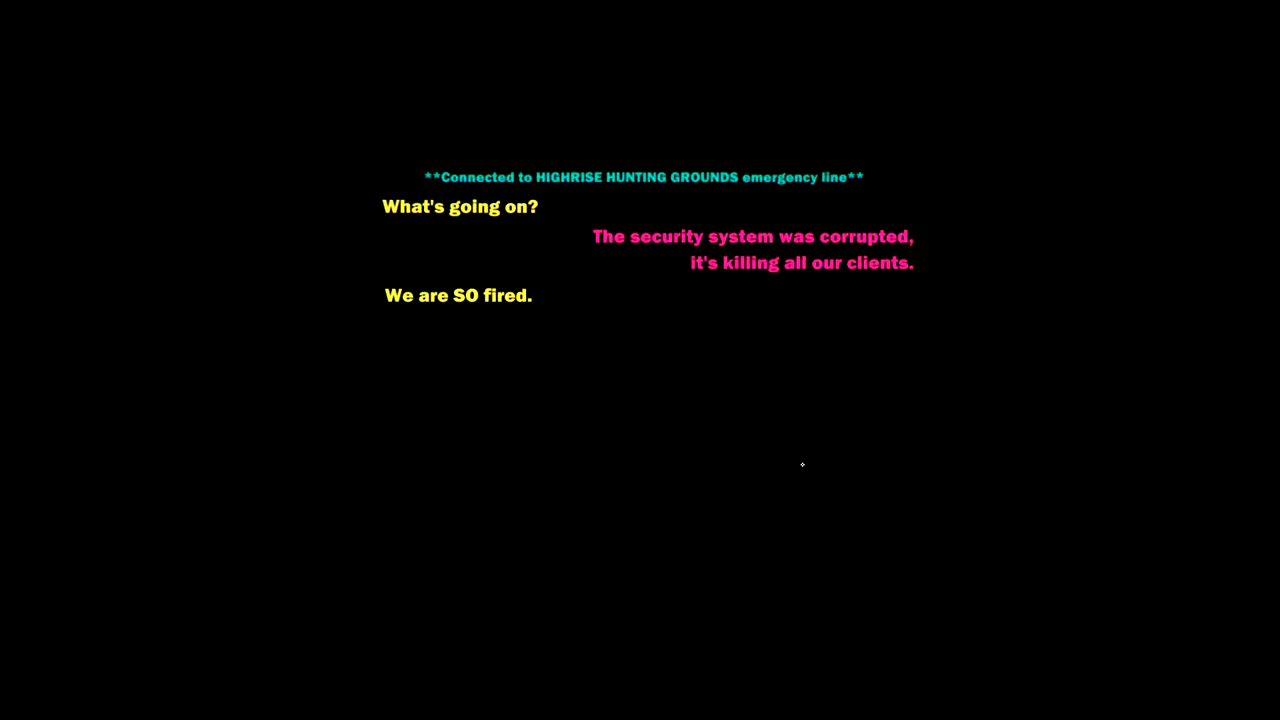 **Connected to HIGHRISE HUNTING GROUNDS emergency line**
What's going on?
The security system was corrupted,
it's killing all our clients.
We are SO fired.